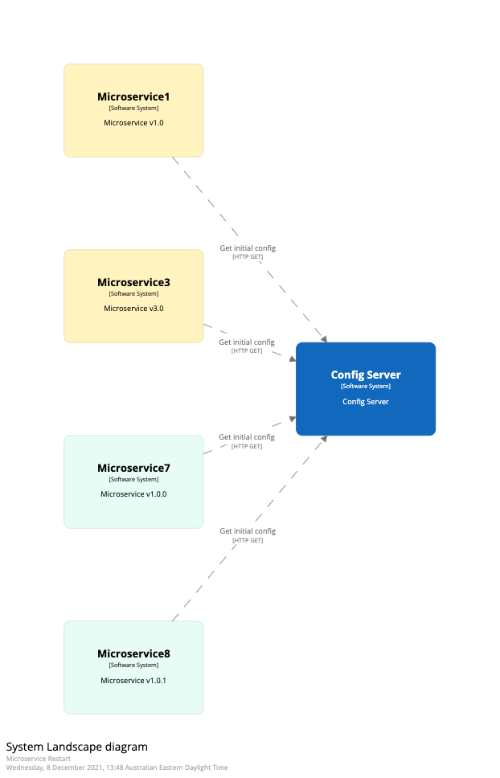 Microservice1
[Software System]
Microservice v1.0
Get initial config
[HTTP GET]
Microservice3
[Software System]
Microservice v3.0
Get initial config
[HTTP GET]
Config Server
[Software System]
Config Server
Get initial config
[HTTP GET]
Microservice7
[Software System]
Microservice v1.0.0
Get initial config
[HTTP GET]
Microservice8
[Software System]
Microservice v1.0.1
System Landscape diagram
Microservice Restart
Wednesday, 8 December 2021, 13:48 Australian Eastern Daylight Time